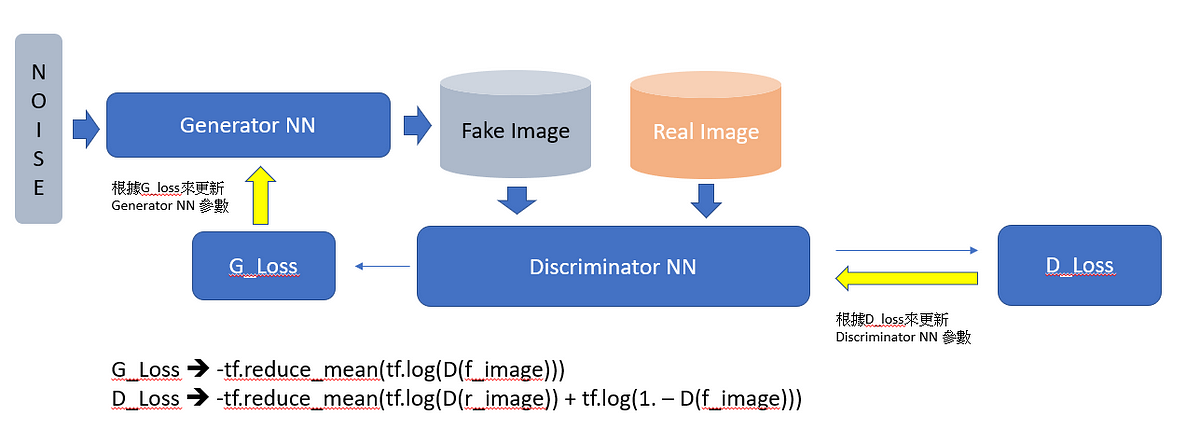 NOISE
Generator NN
Fake Image
Real Image
根據G_loss來更新
Generator NN 參數
G_Loss
Discriminator NN
D_Loss
根據D_loss來更新
Discriminator NN 參數
G_Loss ➔ -tf.reduce_mean(tf.log(D(f_image)))
D_Loss ➔ -tf.reduce_mean(tf.log(D(r_image)) + tf.log(1. – D(f_image)))